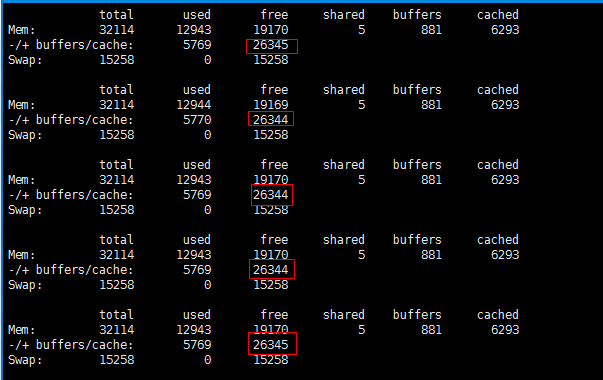 total used free shared buffers cached
Mem: 32114 12943 19170 5 881 6293
-/+ buffers/cache: 5769 26345
Swap: 15258 0 15258
total used free shared buffers cached
Mem: 32114 12944 19169 5 881 6293
-/+ buffers/cache: 5770 26344
Swap: 15258 0 15258
total used free shared buffers cached
Mem: 32114 12943 19170 5 881 6293
-/+ buffers/cache: 5769 26344
Swap: 15258 0 15258
total used free shared buffers cached
Mem: 32114 12943 19170 5 881 6293
-/+ buffers/cache: 5769 26344
Swap: 15258 0 15258
total used free shared buffers cached
Mem: 32114 12943 19170 5 881 6293
-/+ buffers/cache: 5769 26345
Swap: 15258 0 15258